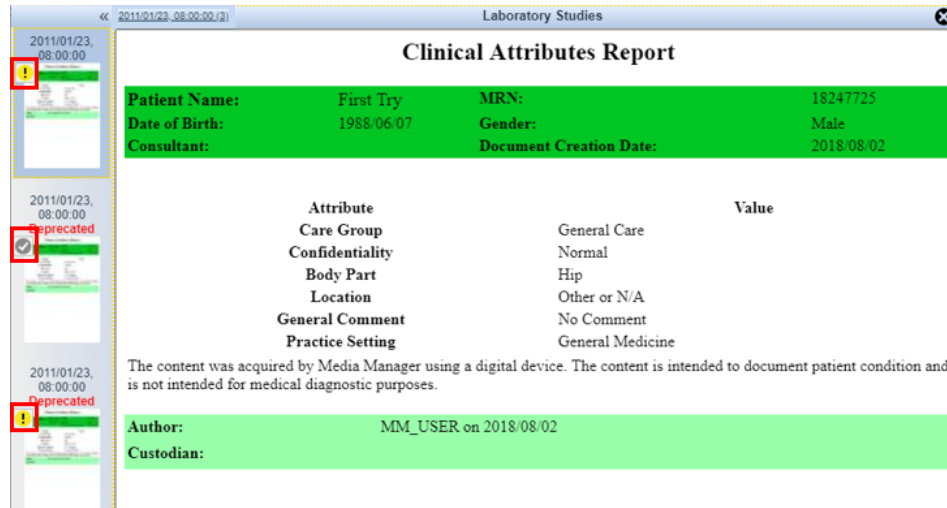 « 2011/01/23, 08:00:00 (3) Laboratory Studies
2011/01/23,
08:00:00
2011/01/23,
08:00:00
Deprecated
2011/01/23,
08:00:00
Deprecated
Clinical Attributes Report
Patient Name: First Try MRN: 18247725
Date of Birth: 1988/06/07 Gender: Male
Consultant: Document Creation Date: 2018/08/02
Attribute Value
Care Group General Care
Confidentiality Normal
Body Part Hip
Location Other or N/A
General Comment No Comment
Practice Setting General Medicine
The content was acquired by Media Manager using a digital device. The content is intended to document patient condition and
is not intended for medical diagnostic purposes.
Author: MM_USER on 2018/08/02
Custodian: